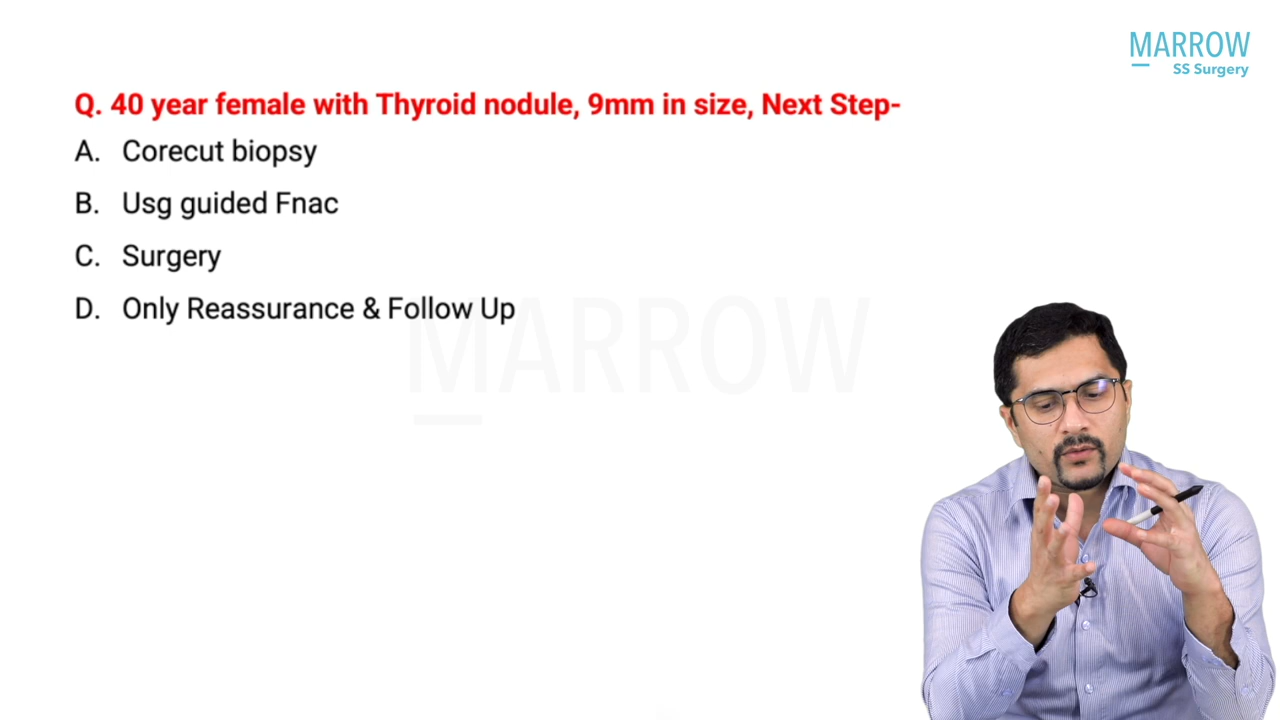 MARROW
SS Surgery
Q. 40 year female with Thyroid nodule, 9mm in size, Next Step-
A. Corecut biopsy
B. Usg guided Fnac
C. Surgery
D. Only Reassurance & Follow Up
MARROW